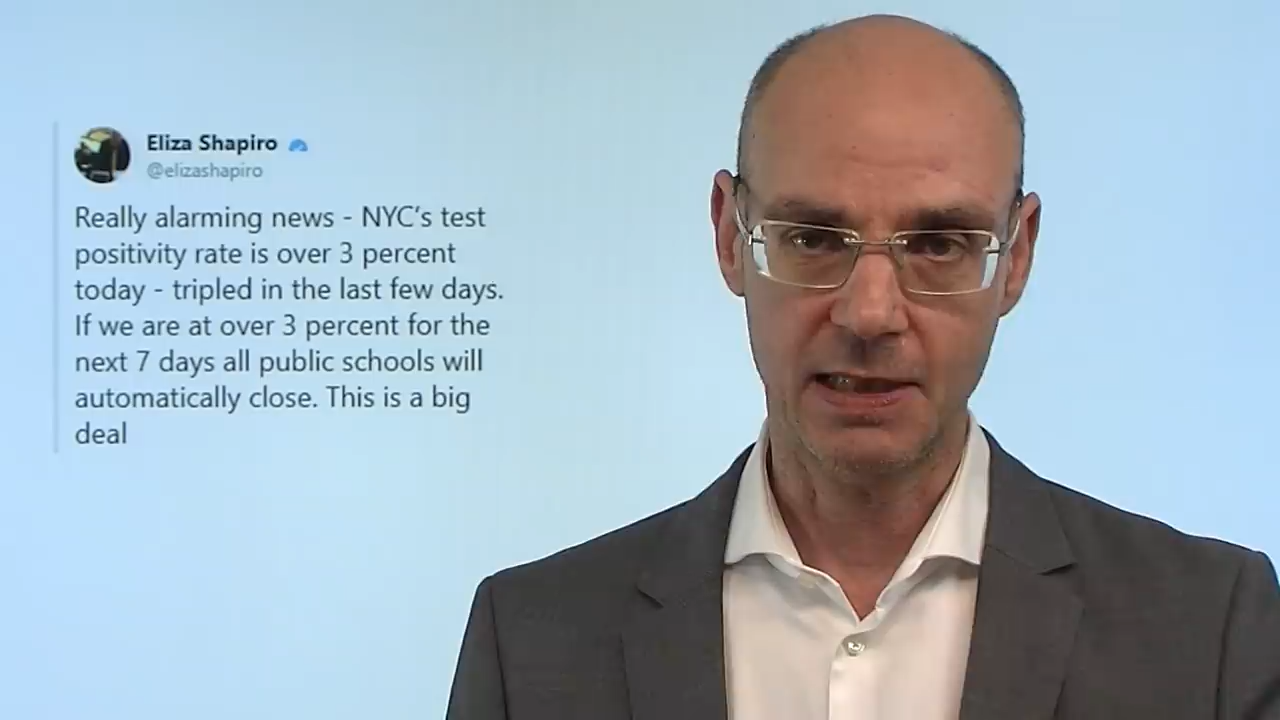 Eliza Shapiro
@elizashapiro
Really alarming news - NYC's test
positivity rate is over 3 percent
today - tripled in the last few days.
If we are at over 3 percent for the
next 7 days all public schools will
automatically close. This is a big
deal